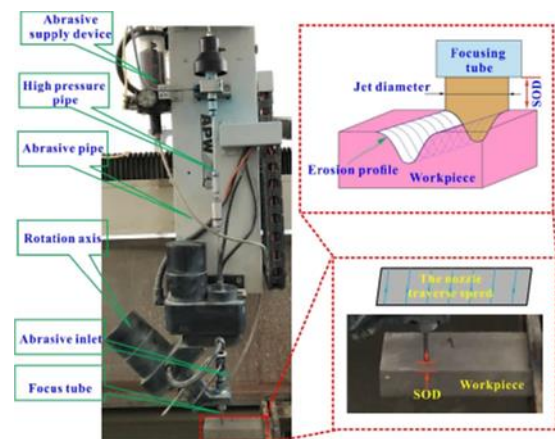 Abrasive
supply device
High pressure
pipe
Abrasive pipe
Rotation axis
Abrasive inlet
Focus tube
APW
Focusing
tube
Jet diameter
SOD
Erosion profile
Workpiece
The nozzle
traverse speed
Workpiece
SOD